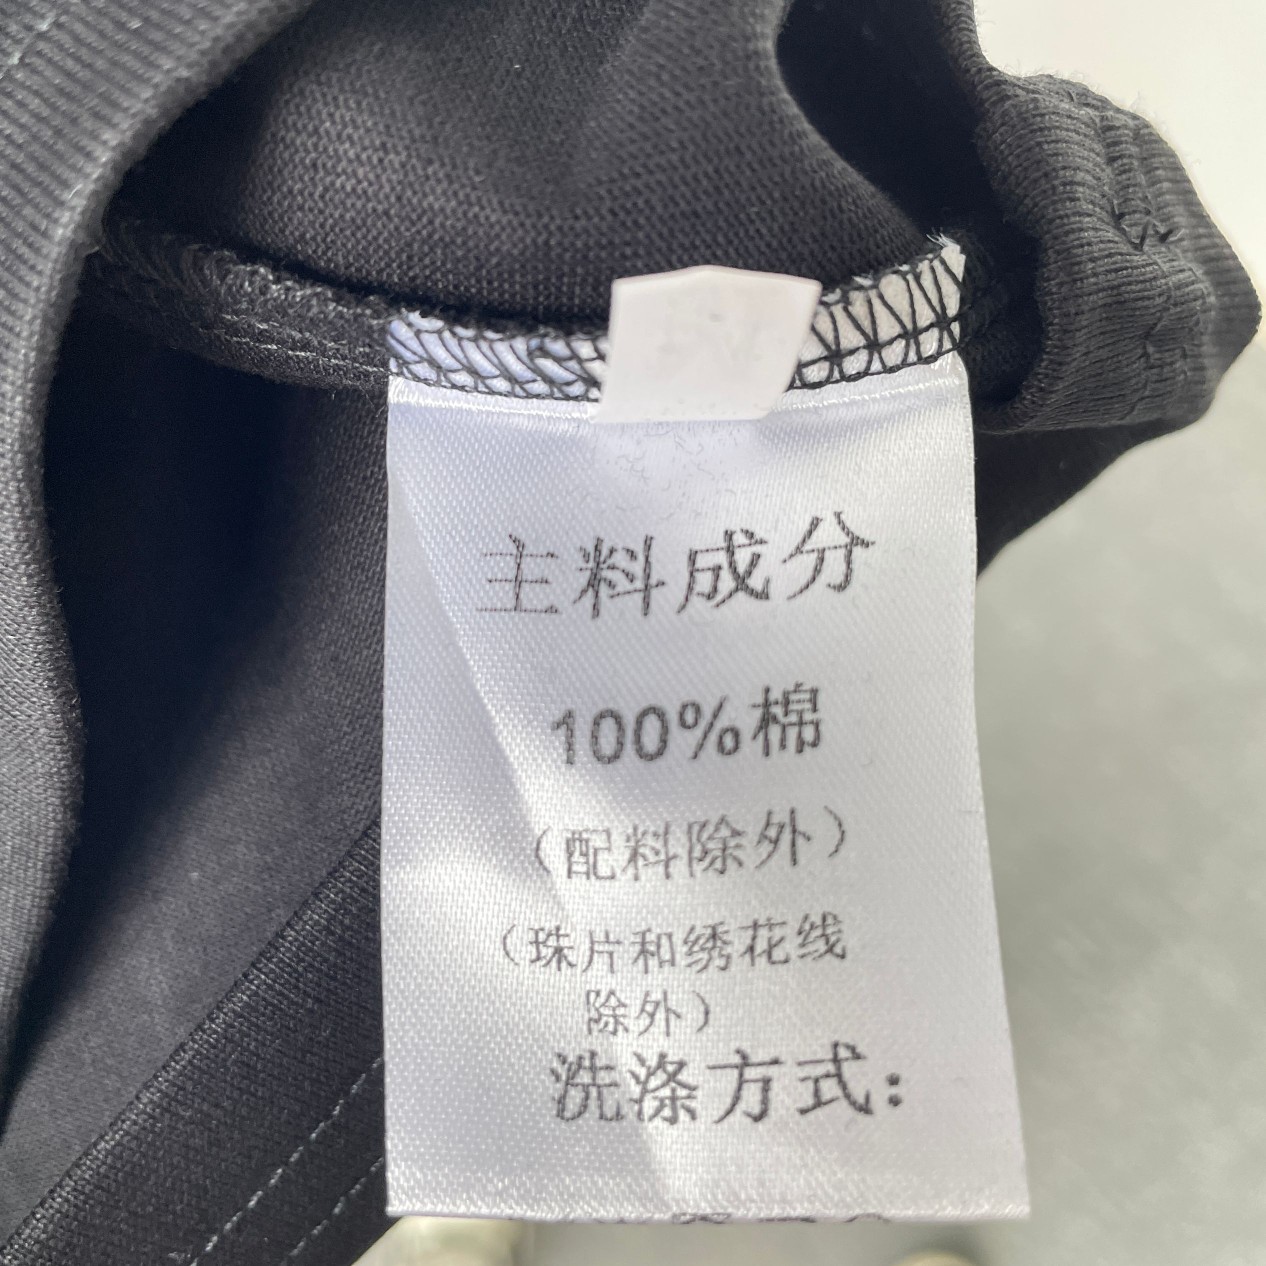 主料成分
100%棉
（配料除外）
（珠片和绣花线
除外）
洗涤方式：